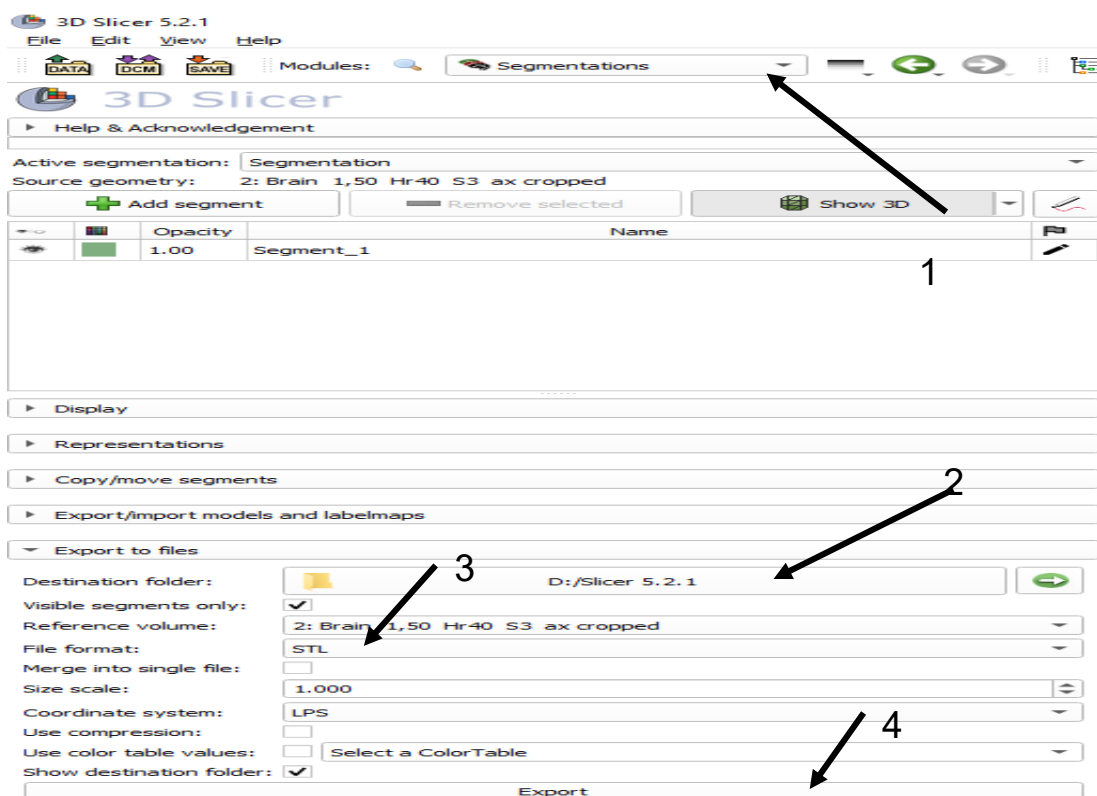 3D Slicer 5.2.1
File Edit View Help
DATA DCM SAVE Modules: Segmentations
3D Slicer
Help & Acknowledgement
Active segmentation: Segmentation
Source geometry: 2: Brain 1,50 Hr40 S3 ax cropped
Add segment Remove selected Show 3D
Opacity Name
1.00 Segment_1
1
Display
Representations
Copy/move segments
2
Export/import models and labelmaps
Export to files
3
Destination folder: D:/Slicer 5.2.1
Visible segments only:
Reference volume: 2: Brain 1,50 Hr40 S3 ax cropped
File format: STL
Merge into single file:
Size scale: 1.000
Coordinate system: LPS
4
Use compression:
Use color table values: Select a ColorTable
Show destination folder:
Export